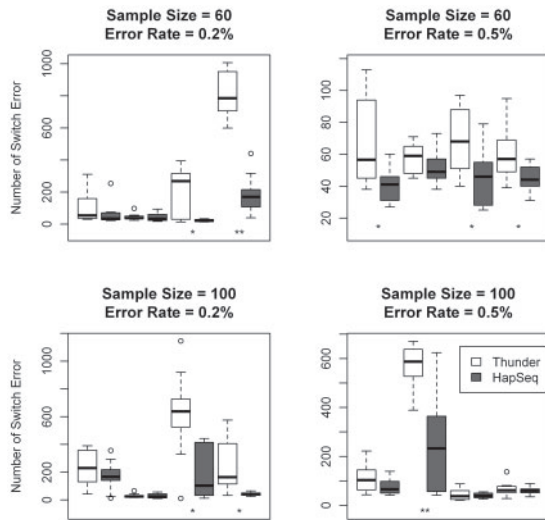 Sample Size = 60
Error Rate = 0.2%
Number of Switch Error
1000
600
200
0
*
**
Sample Size = 60
Error Rate = 0.5%
120
100
80
60
40
20
*
*
*
Sample Size = 100
Error Rate = 0.2%
Number of Switch Error
1000
600
200
0
*
*
Sample Size = 100
Error Rate = 0.5%
600
400
200
0
**
Thunder
HapSeq